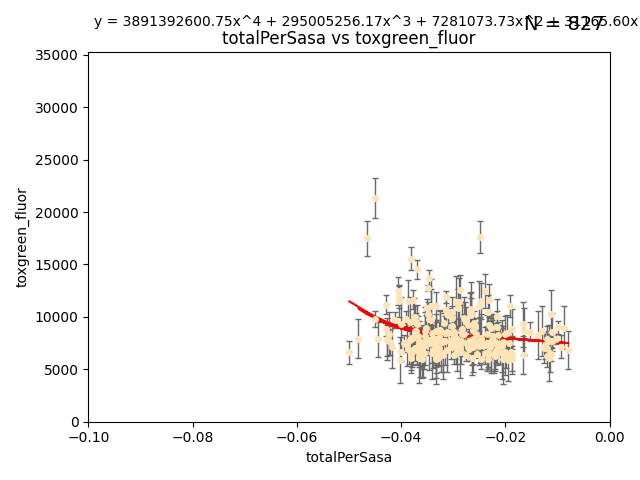 y = 3891392600.75x^4 + 295005256.17x^3 + 7281073.73x^2 +
N = 827
totalPerSasa vs toxgreen_fluor
35000
30000
25000
20000
15000
10000
5000
0
toxgreen_fluor
−0.10 −0.08 −0.06 −0.04 −0.02 0.00
totalPerSasa